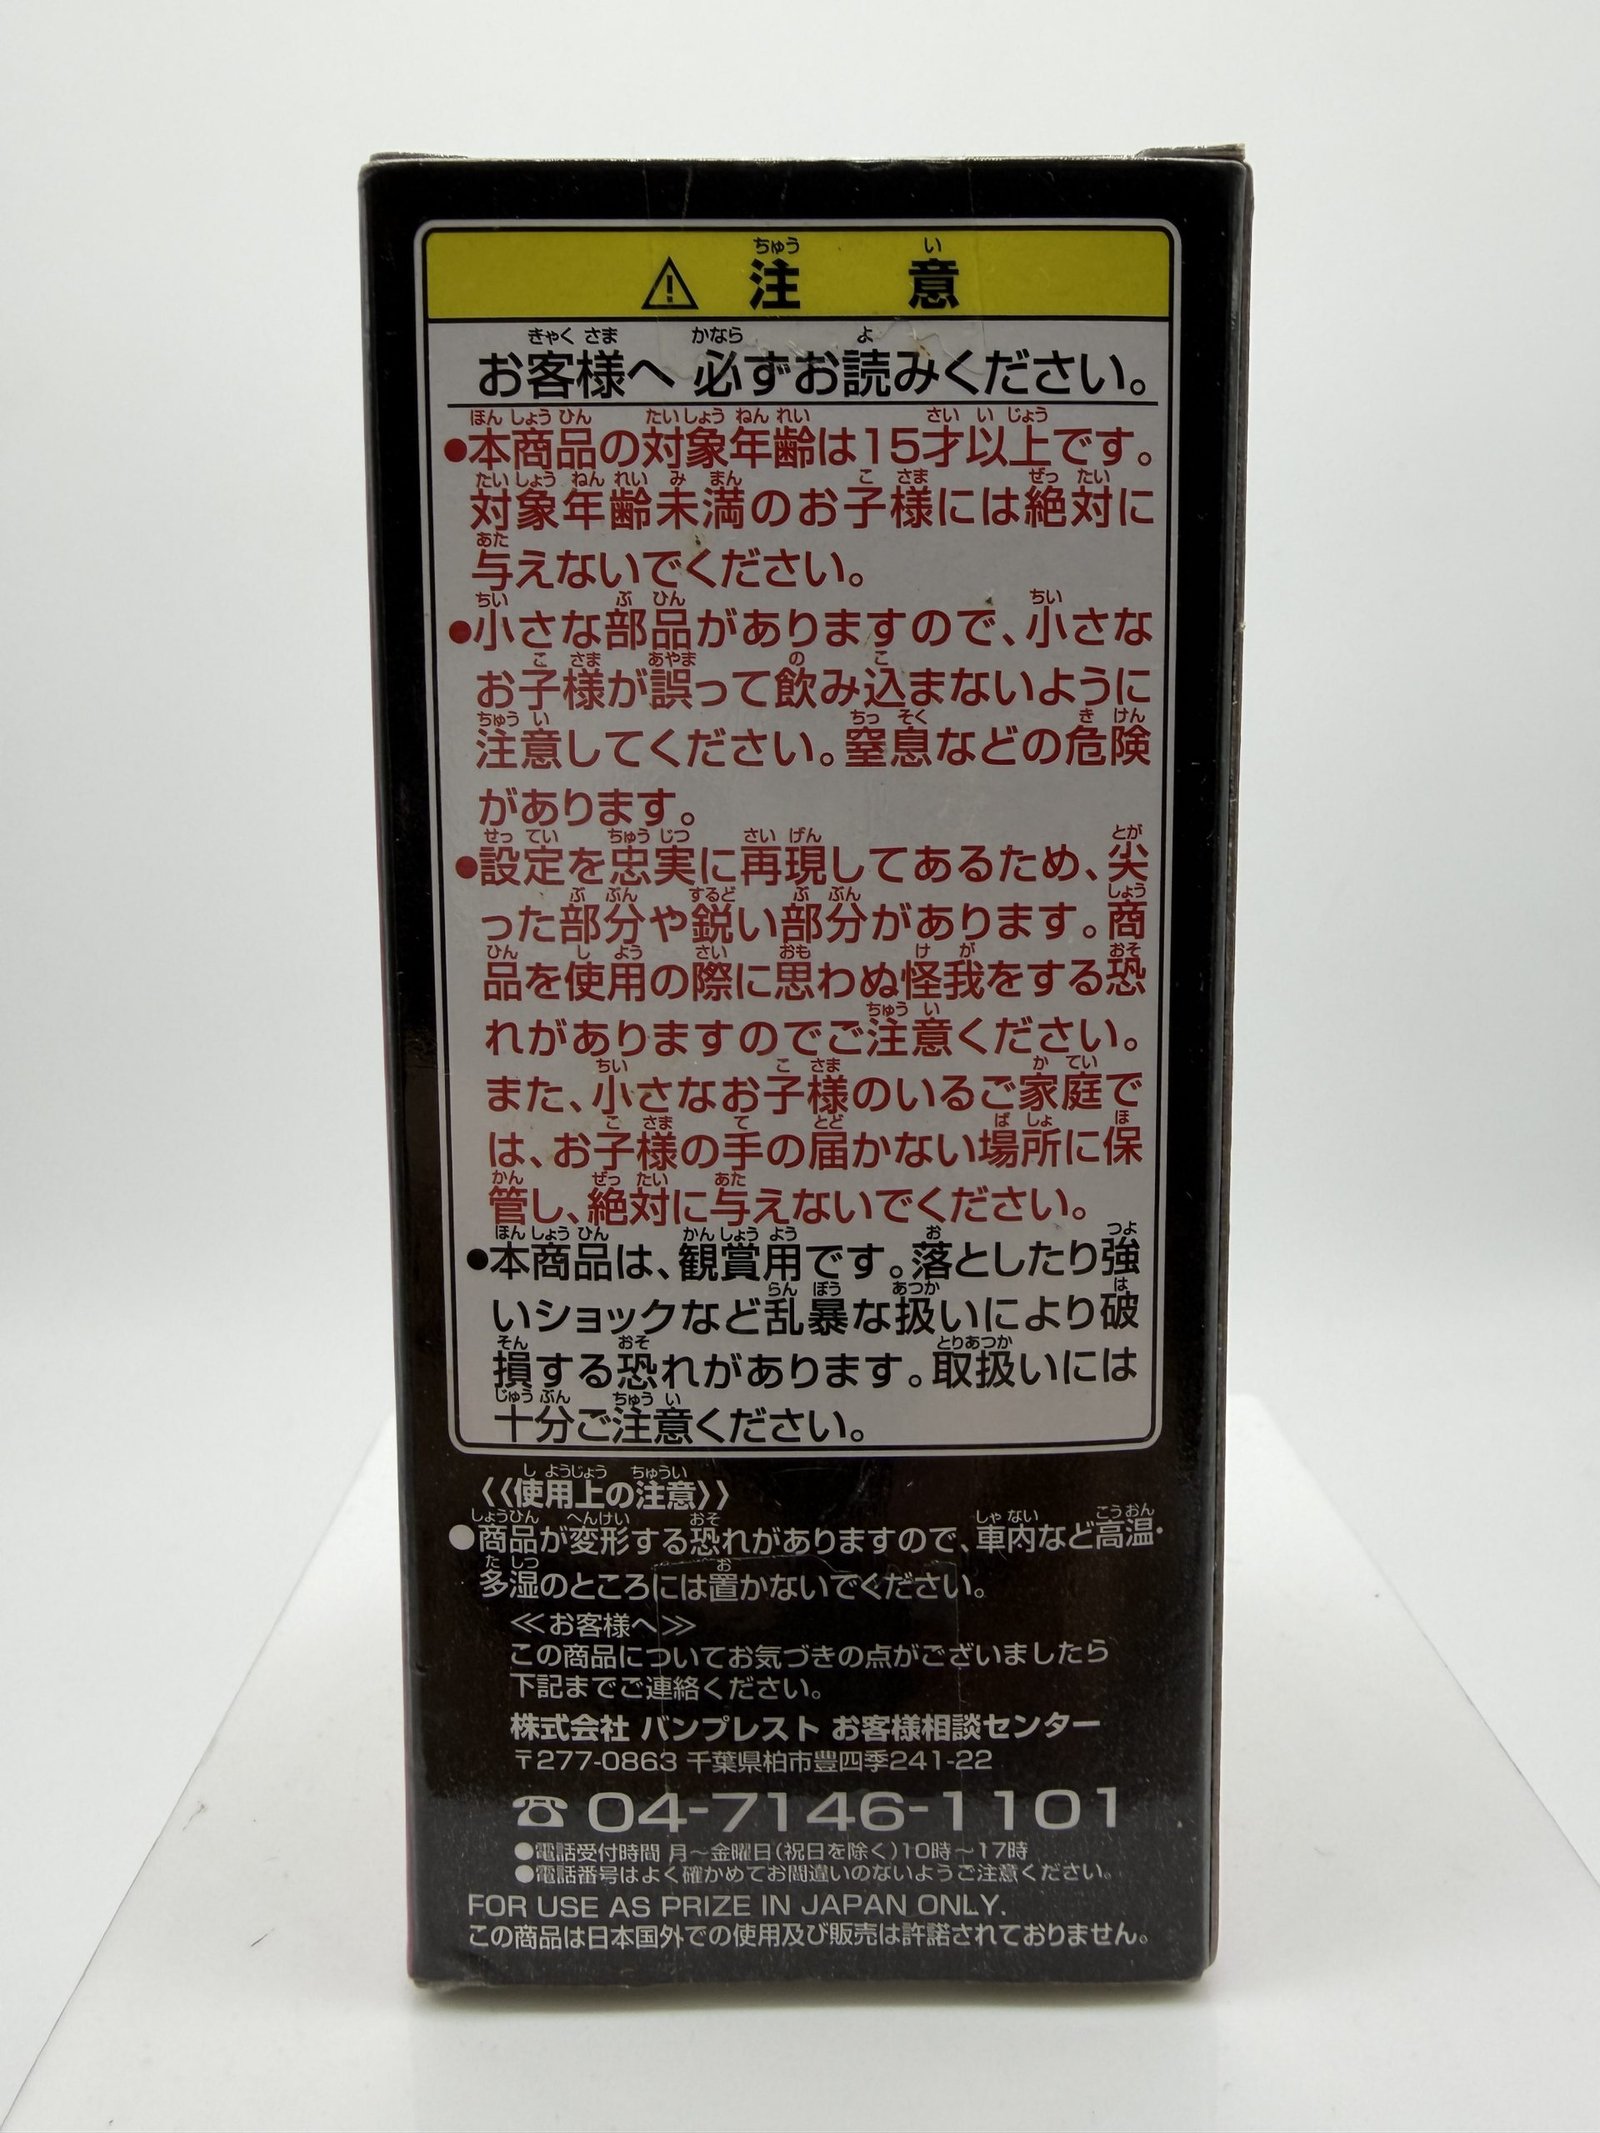 ⚠ 注意
お客様へ 必ずお読みください。
●本商品の対象年齢は15才以上です。
対象年齢未満のお子様には絶対に
与えないでください。
●小さな部品がありますので、小さな
お子様が誤って飲み込まないように
注意してください。窒息などの危険
があります。
●設定を忠実に再現してあるため、尖
った部分や鋭い部分があります。商
品を使用の際に思わぬ怪我をする恐
れがありますのでご注意ください。
また、小さなお子様のいるご家庭で
は、お子様の手の届かない場所に保
管し、絶対に与えないでください。
●本商品は、観賞用です。落としたり強
いショックなど乱暴な扱いにより破
損する恐れがあります。取扱いには
十分ご注意ください。
《使用上の注意》
●商品が変形する恐れがありますので、車内など高温・
多湿のところには置かないでください。
≪お客様へ≫
この商品についてお気づきの点がございましたら
下記までご連絡ください。
株式会社 バンプレスト お客様相談センター
〒277-0863 千葉県柏市豊四季241-22
☎04-7146-1101
●電話受付時間 月～金曜日(祝日を除く)10時～17時
●電話番号はよく確かめてお間違いのないようご注意ください。
FOR USE AS PRIZE IN JAPAN ONLY.
この商品は日本国外での使用及び販売は許諾されておりません。